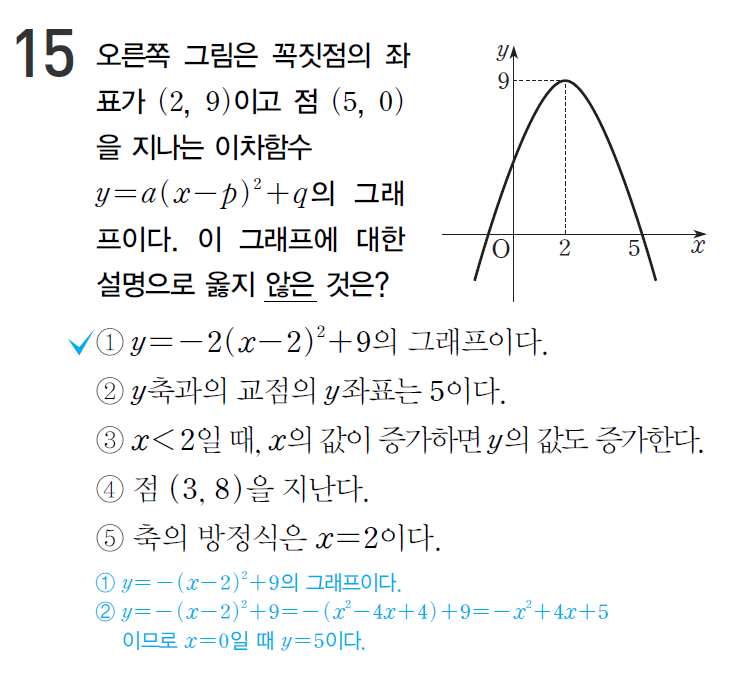 15 오른쪽 그림은 꼭짓점의 좌
표가 (2, 9)이고 점 (5, 0)
을 지나는 이차함수
y=a(x-p)²+q의 그래
프이다. 이 그래프에 대한
설명으로 옳지 않은 것은?
y
9
O 2 5 x
① y=-2(x-2)²+9의 그래프이다.
② y축과의 교점의 y좌표는 5이다.
③ x<2일 때, x의 값이 증가하면 y의 값도 증가한다.
④ 점 (3, 8)을 지난다.
⑤ 축의 방정식은 x=2이다.
① y=-(x-2)²+9의 그래프이다.
② y=-(x-2)²+9=-(x²-4x+4)+9=-x²+4x+5
이므로 x=0일 때 y=5이다.